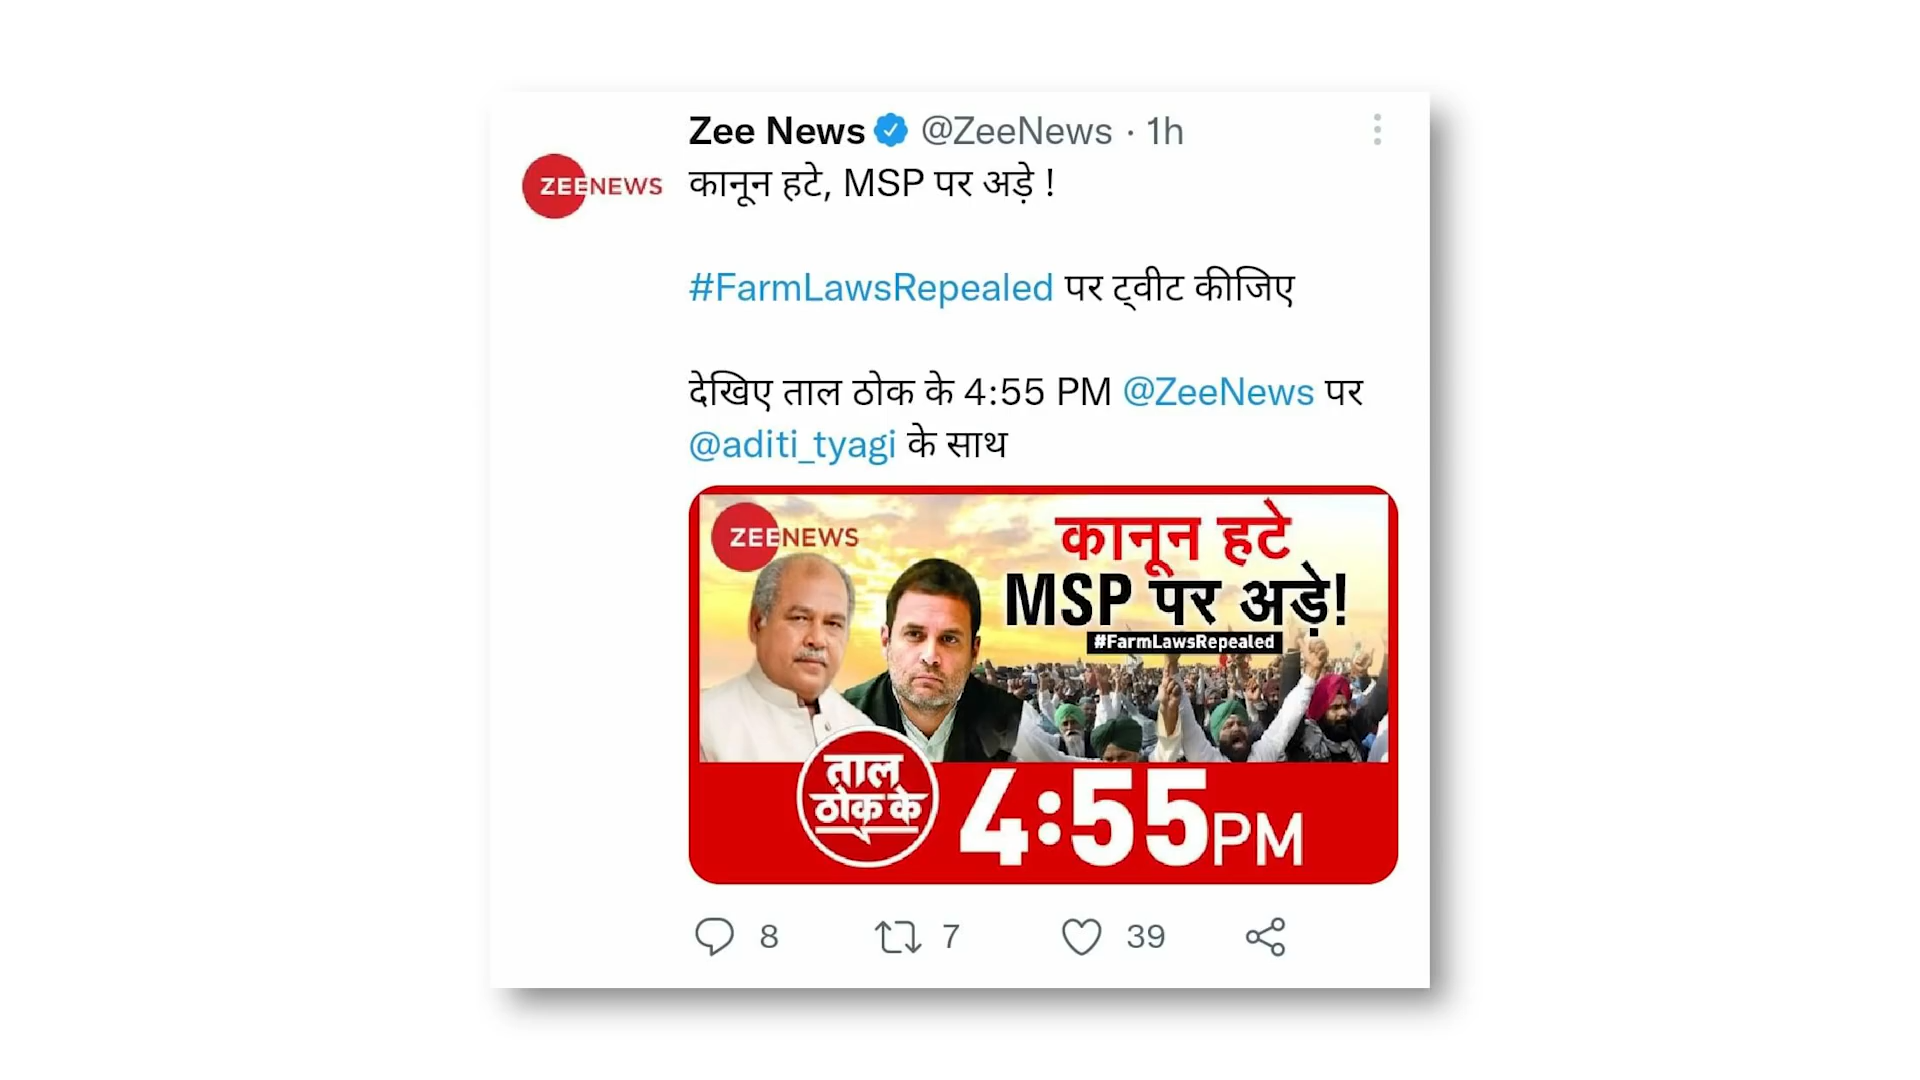 Zee News @ZeeNews · 1h
ZEENEWS
कानून हटे, MSP पर अड़े !
#FarmLawsRepealed पर ट्वीट कीजिए
देखिए ताल ठोक के 4:55 PM @ZeeNews पर
@aditi_tyagi के साथ
ZEENEWS
कानून हटे
MSP पर अड़े!
#FarmLawsRepealed
ताल
ठोक के
4:55PM
8 7 39